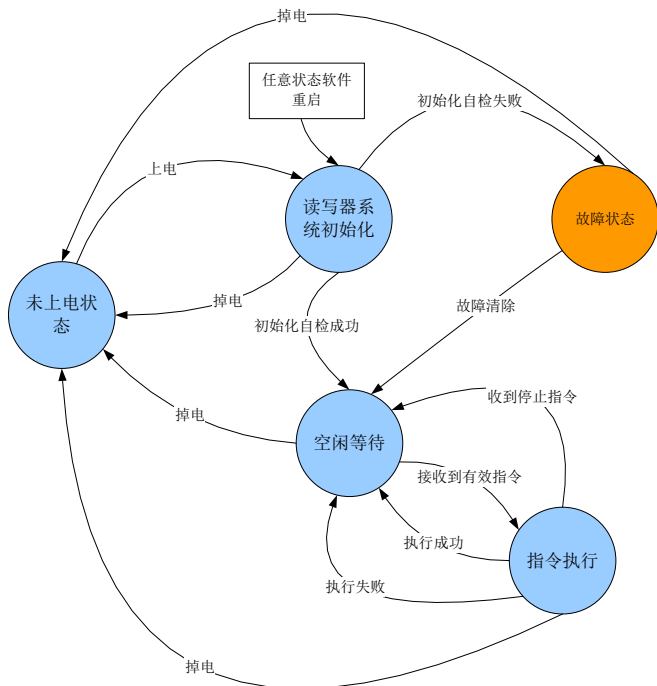 掉电
任意状态软件
重启
初始化自检失败
上电
读写器系
统初始化
故障状态
未上电状
态
掉电
故障清除
初始化自检成功
收到停止指令
掉电
空闲等待
接收到有效指令
执行成功
指令执行
执行失败
掉电